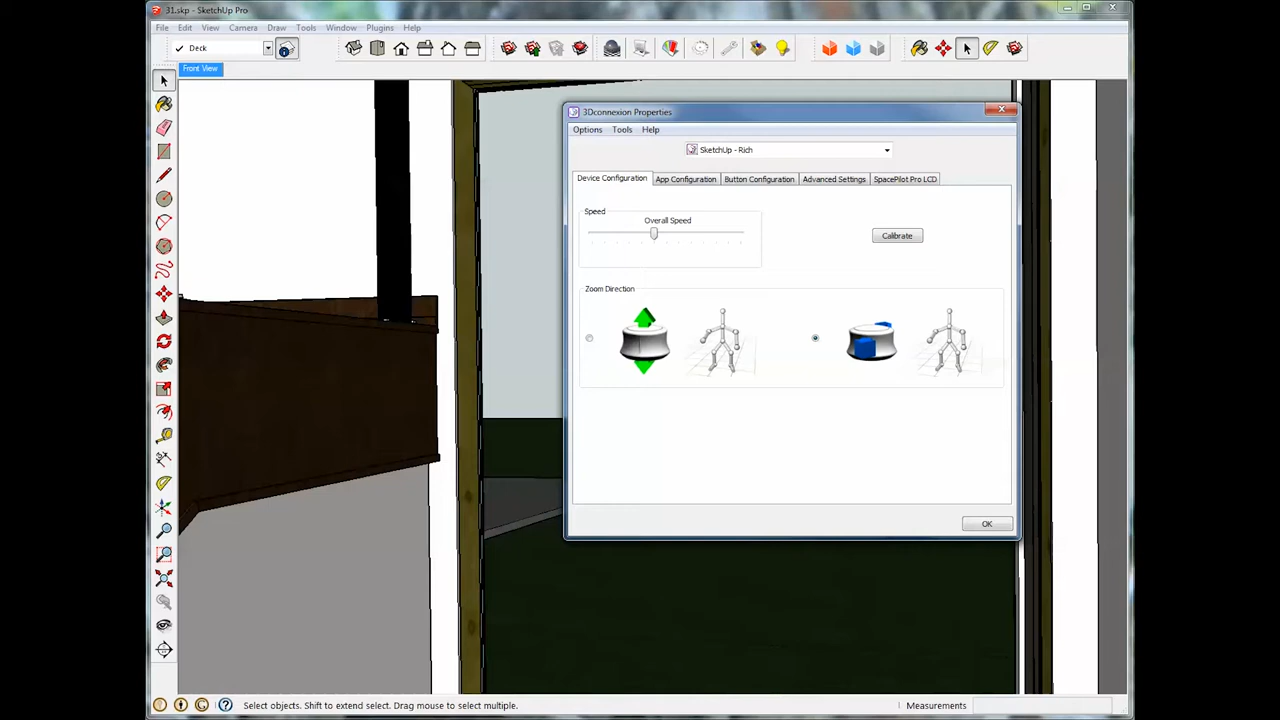 31.skp - SketchUp Pro
File Edit View Camera Draw Tools Window Plugins Help
Deck
Front View
3Dconnexion Properties
Options Tools Help
SketchUp - Rich
Device Configuration App Configuration Button Configuration Advanced Settings SpacePilot Pro LCD
Speed
Overall Speed
Calibrate
Zoom Direction
OK
Select objects. Shift to extend select. Drag mouse to select multiple.
Measurements